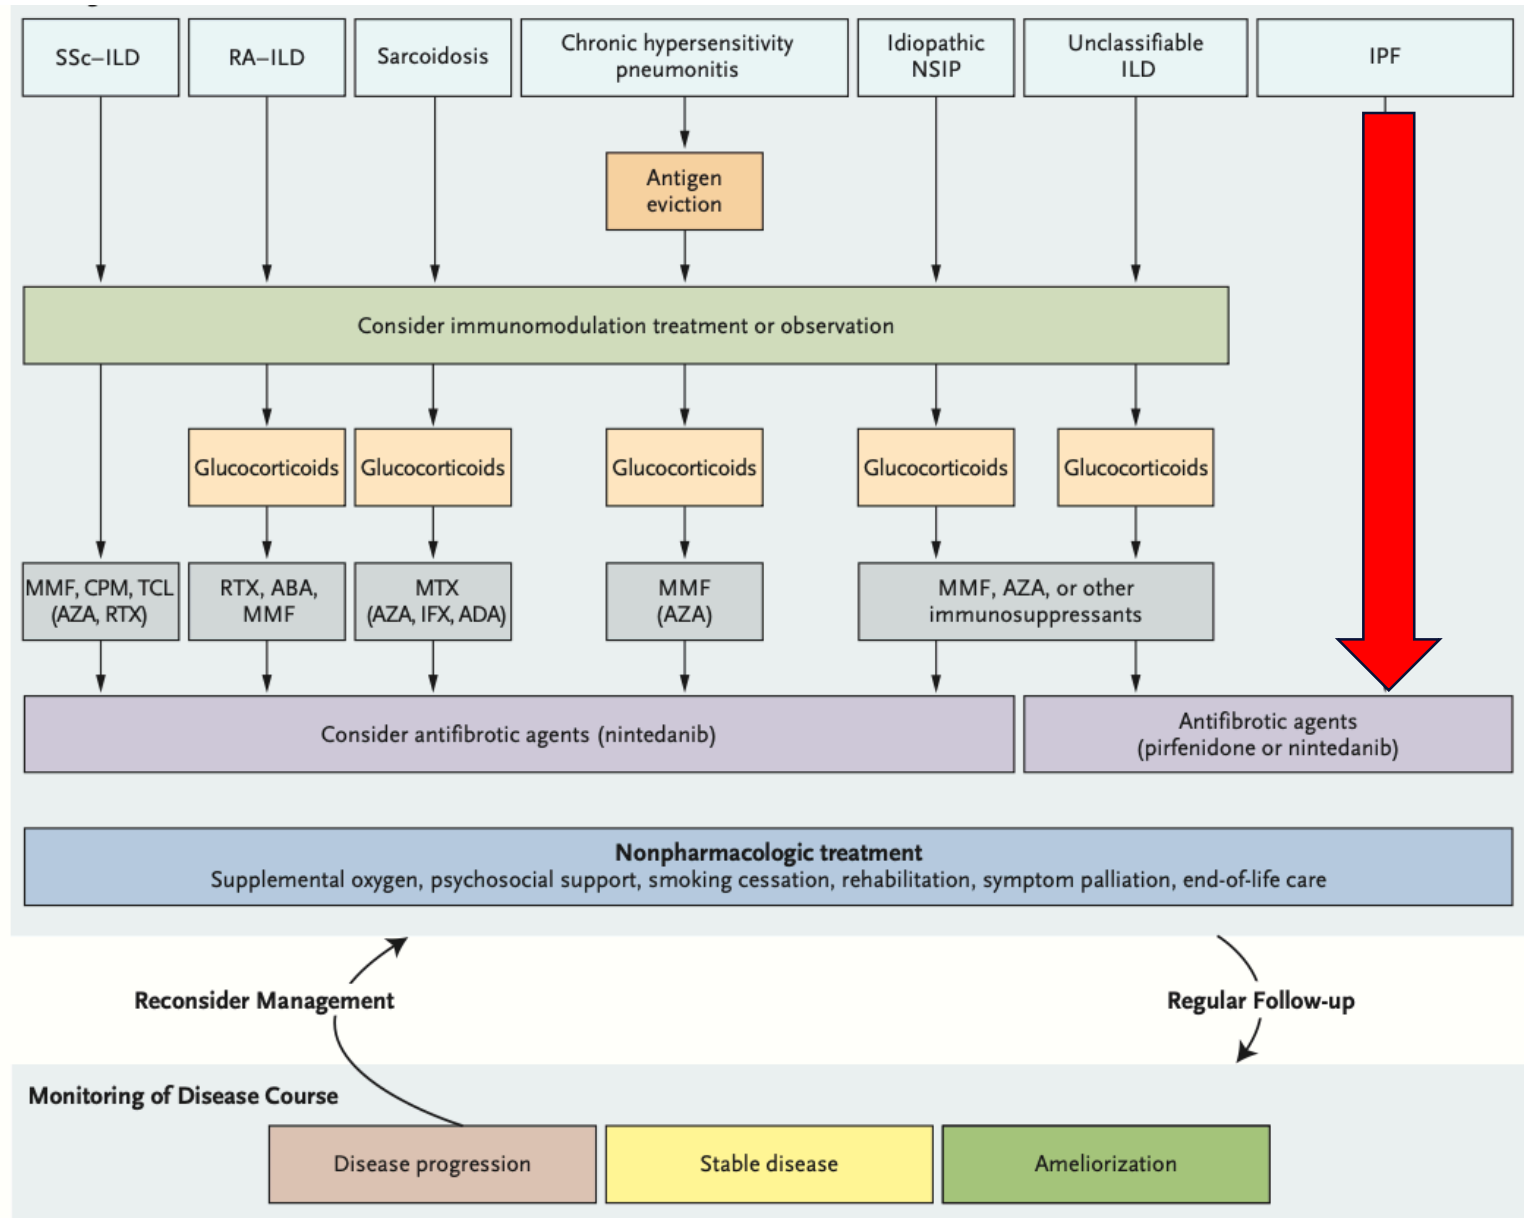 SSc–ILD
RA–ILD
Sarcoidosis
Chronic hypersensitivity
pneumonitis
Idiopathic
NSIP
Unclassifiable
ILD
IPF
Antigen
eviction
Consider immunomodulation treatment or observation
Glucocorticoids
Glucocorticoids
Glucocorticoids
Glucocorticoids
Glucocorticoids
MMF, CPM, TCL
(AZA, RTX)
RTX, ABA,
MMF
MTX
(AZA, IFX, ADA)
MMF
(AZA)
MMF, AZA, or other
immunosuppressants
Consider antifibrotic agents (nintedanib)
Antifibrotic agents
(pirfenidone or nintedanib)
Nonpharmacologic treatment
Supplemental oxygen, psychosocial support, smoking cessation, rehabilitation, symptom palliation, end-of-life care
Reconsider Management
Regular Follow-up
Monitoring of Disease Course
Disease progression
Stable disease
Ameliorization